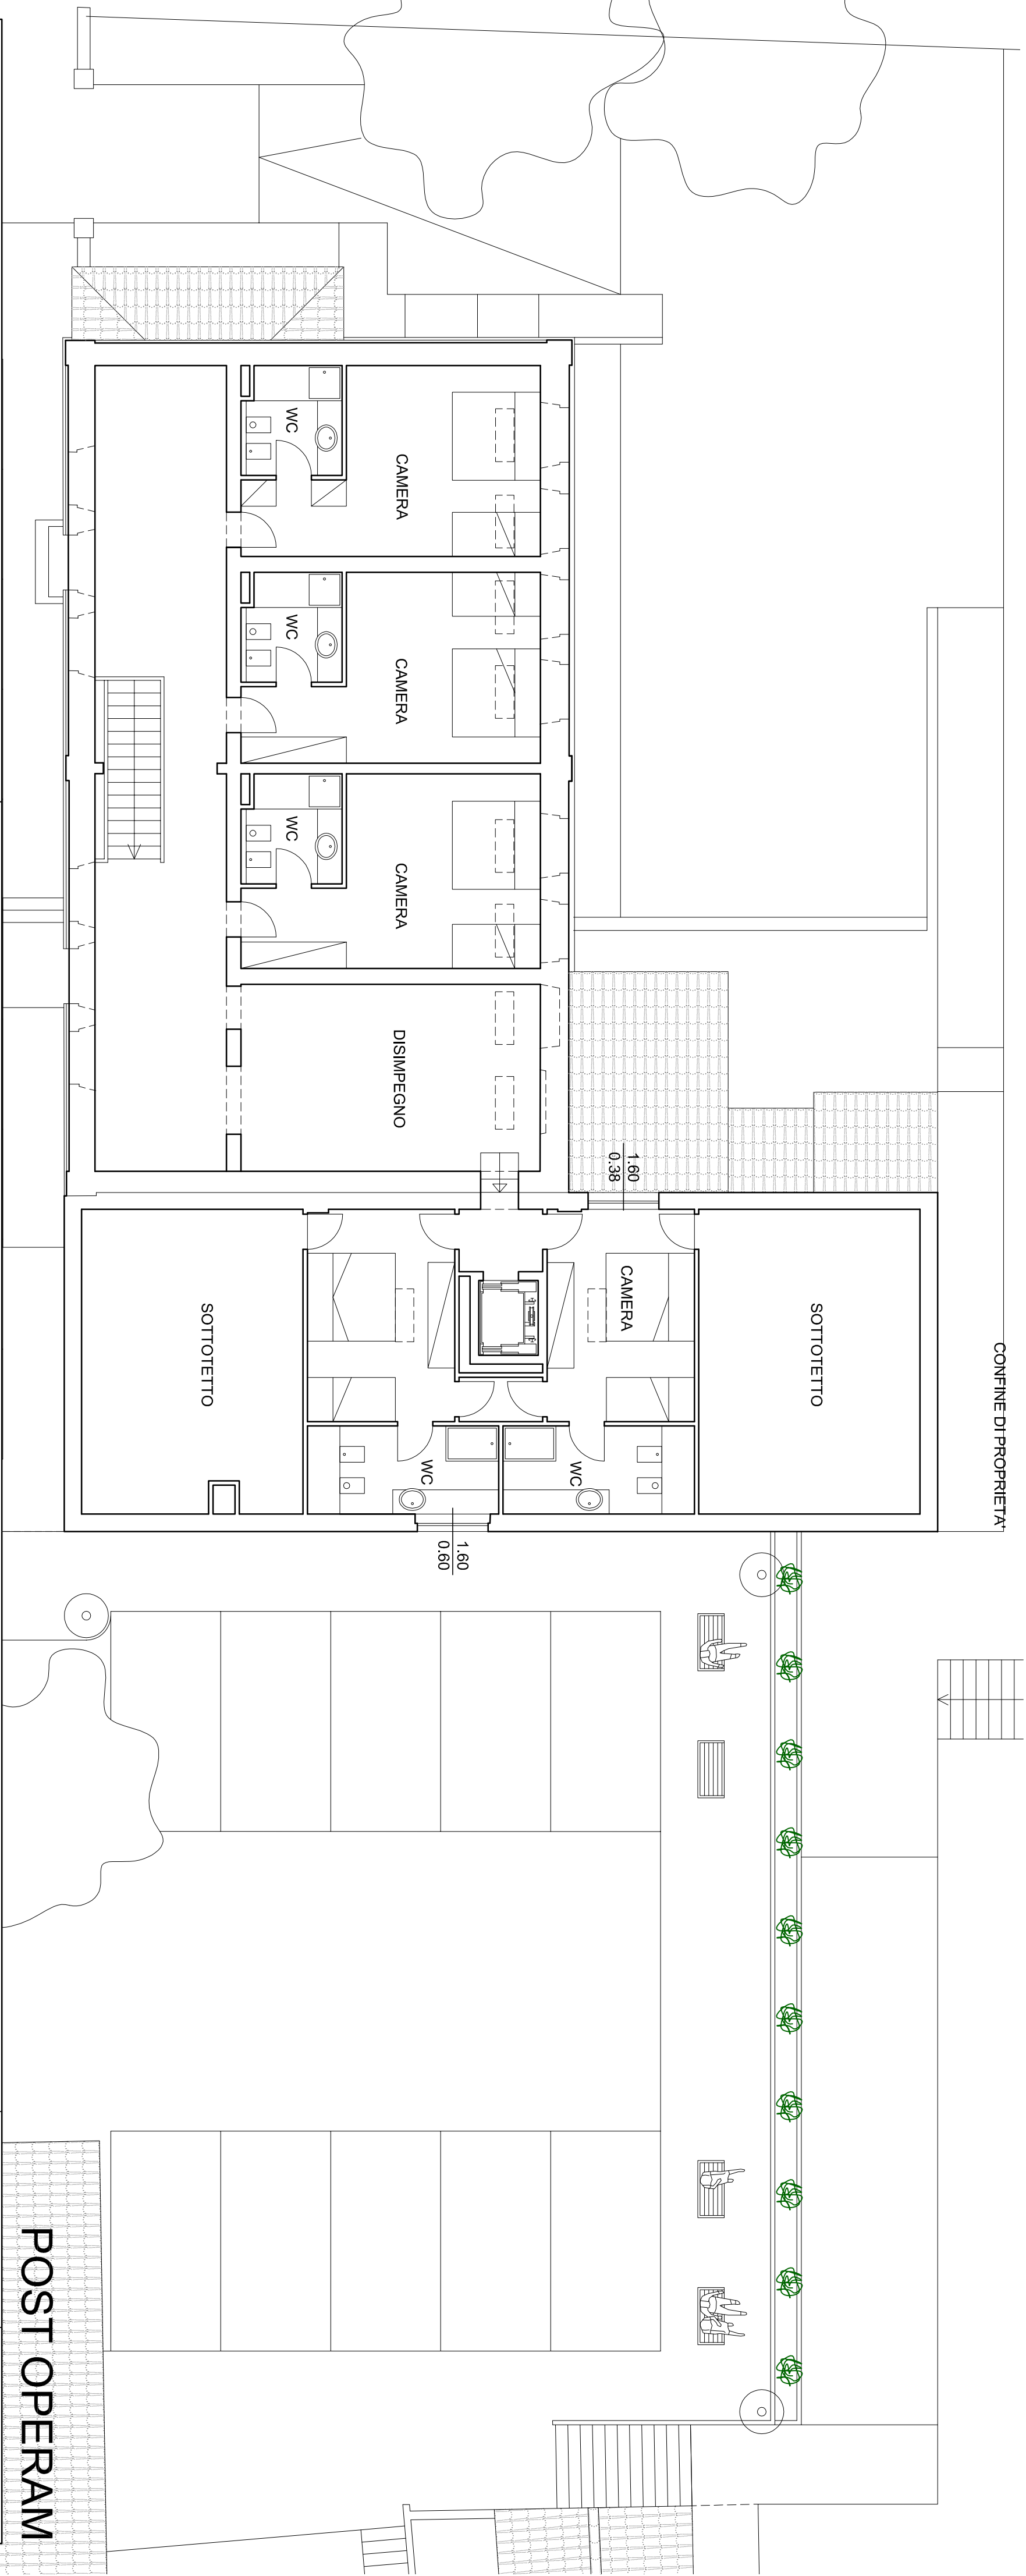 CONFINE DI PROPRIETA'
SOTTOTETTO
CAMERA
1.60
0.38
WC
WC
1.60
0.60
CAMERA
CAMERA
CAMERA
DISIMPEGNO
WC
WC
WC
SOTTOTETTO
POST OPERAM